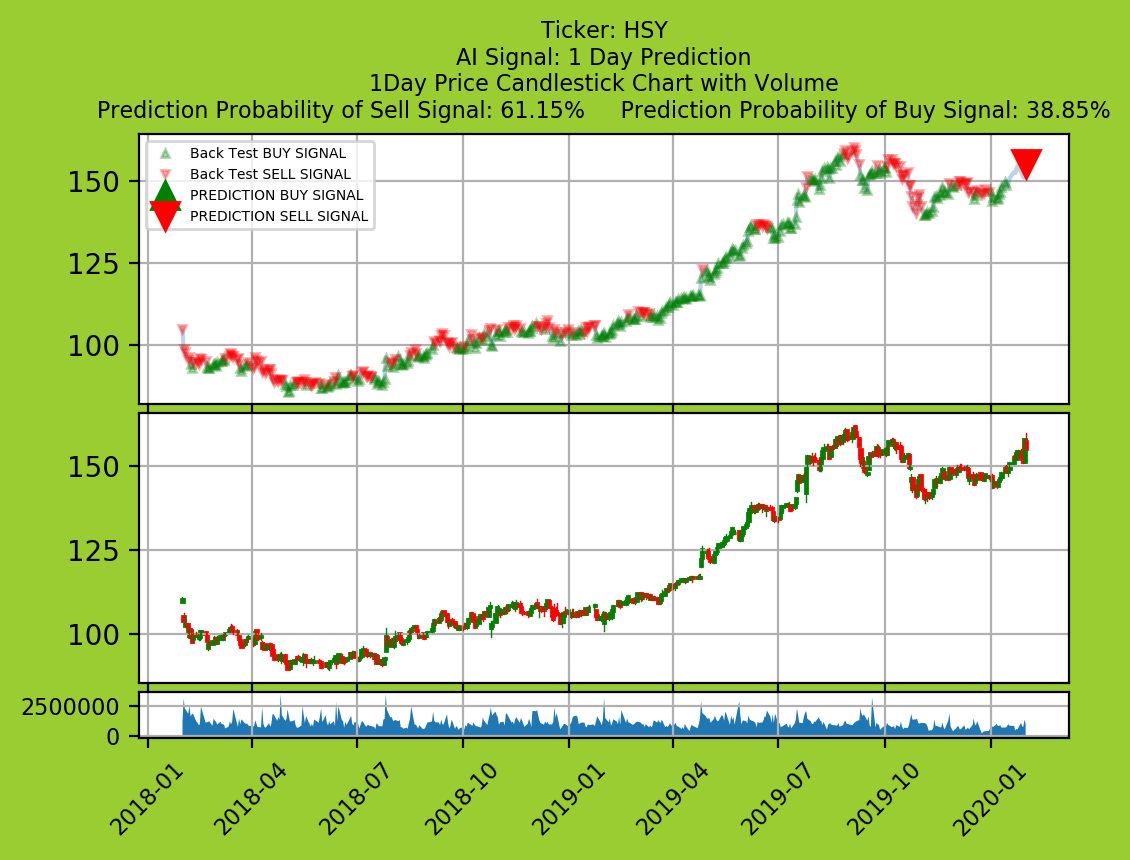 Ticker: HSY
AI Signal: 1 Day Prediction
1Day Price Candlestick Chart with Volume
Prediction Probability of Sell Signal: 61.15%     Prediction Probability of Buy Signal: 38.85%
Back Test BUY SIGNAL
Back Test SELL SIGNAL
PREDICTION BUY SIGNAL
PREDICTION SELL SIGNAL
150
125
100
150
125
100
2500000
0
2018-01
2018-04
2018-07
2018-10
2019-01
2019-04
2019-07
2019-10
2020-01